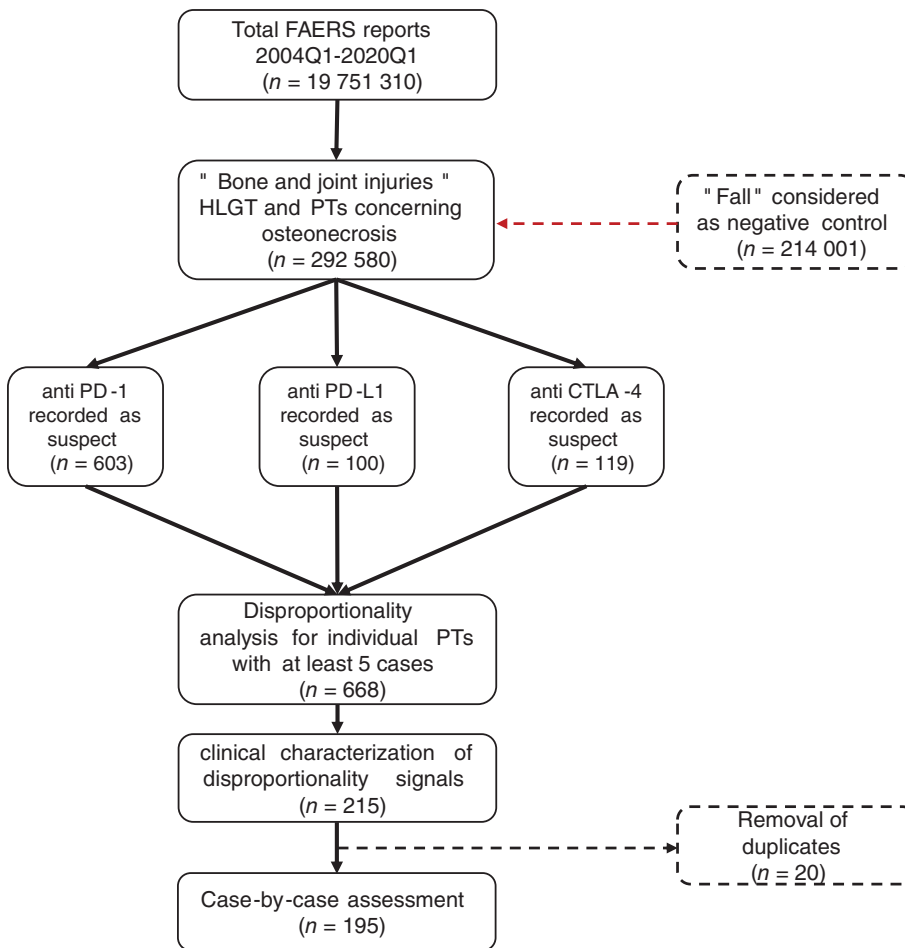 Total FAERS reports
2004Q1-2020Q1
(n = 19 751 310)
" Bone and joint injuries "
HLGT and PTs concerning
osteonecrosis
(n = 292 580)
"Fall" considered
as negative control
(n = 214 001)
anti PD-1
recorded as
suspect
(n = 603)
anti PD-L1
recorded as
suspect
(n = 100)
anti CTLA-4
recorded as
suspect
(n = 119)
Disproportionality
analysis for individual PTs
with at least 5 cases
(n = 668)
clinical characterization of
disproportionality signals
(n = 215)
Removal of
duplicates
(n = 20)
Case-by-case assessment
(n = 195)